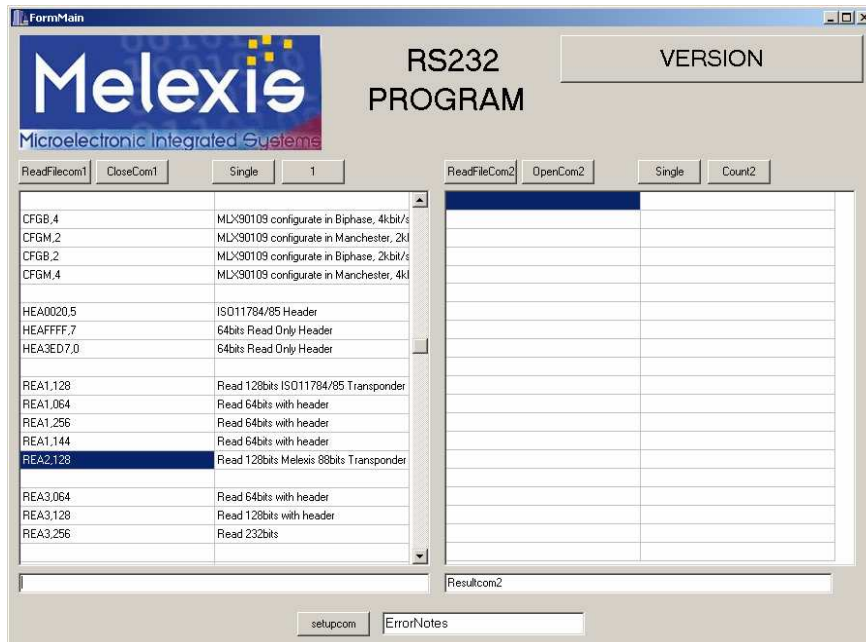 FormMain
Melexis
Microelectronic Integrated Systems
RS232
PROGRAM
VERSION
ReadFilecom1 CloseCom1 Single 1
ReadFileCom2 OpenCom2 Single Count2
CFGB,4 MLX90109 configurate in Biphase, 4kbit/s
CFGM,2 MLX90109 configurate in Manchester, 2kl
CFGB,2 MLX90109 configurate in Biphase, 2kbit/s
CFGM,4 MLX90109 configurate in Manchester, 4kl
HEA0020,5 ISO11784/85 Header
HEAFFFF,7 64bits Read Only Header
HEA3ED7,0 64bits Read Only Header
REA1,128 Read 128bits ISO11784/85 Transponder
REA1,064 Read 64bits with header
REA1,256 Read 64bits with header
REA1,144 Read 64bits with header
REA2,128 Read 128bits Melexis 88bits Transponder
REA3,064 Read 64bits with header
REA3,128 Read 128bits with header
REA3,256 Read 232bits
Resultcom2
setupcom ErrorNotes